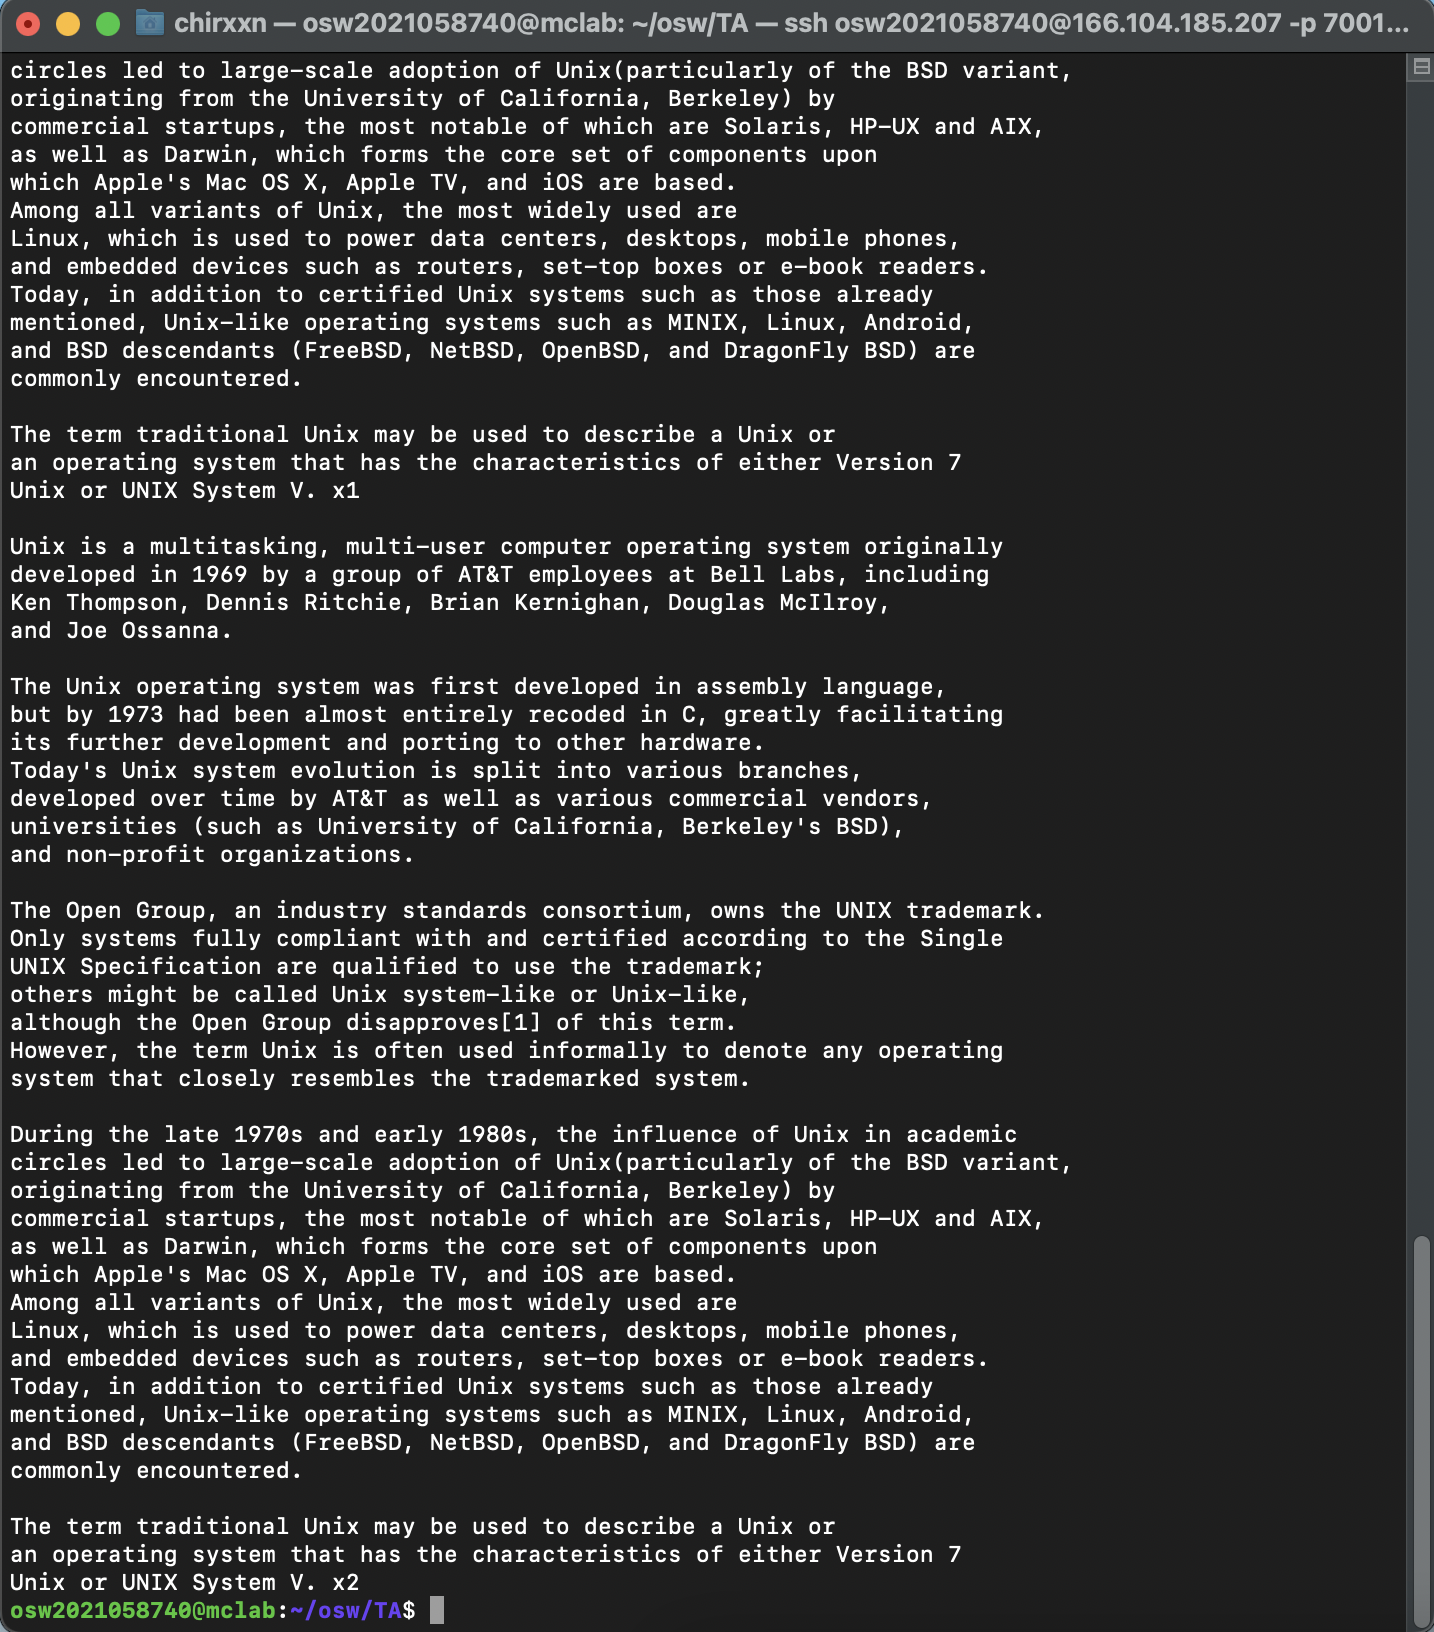 chirxxn — osw2021058740@mclab: ~/osw/TA — ssh osw2021058740@166.104.185.207 -p 7001...
circles led to large-scale adoption of Unix(particularly of the BSD variant,
originating from the University of California, Berkeley) by
commercial startups, the most notable of which are Solaris, HP-UX and AIX,
as well as Darwin, which forms the core set of components upon
which Apple's Mac OS X, Apple TV, and iOS are based.
Among all variants of Unix, the most widely used are
Linux, which is used to power data centers, desktops, mobile phones,
and embedded devices such as routers, set-top boxes or e-book readers.
Today, in addition to certified Unix systems such as those already
mentioned, Unix-like operating systems such as MINIX, Linux, Android,
and BSD descendants (FreeBSD, NetBSD, OpenBSD, and DragonFly BSD) are
commonly encountered.

The term traditional Unix may be used to describe a Unix or
an operating system that has the characteristics of either Version 7
Unix or UNIX System V. x1

Unix is a multitasking, multi-user computer operating system originally
developed in 1969 by a group of AT&T employees at Bell Labs, including
Ken Thompson, Dennis Ritchie, Brian Kernighan, Douglas McIlroy,
and Joe Ossanna.

The Unix operating system was first developed in assembly language,
but by 1973 had been almost entirely recoded in C, greatly facilitating
its further development and porting to other hardware.
Today's Unix system evolution is split into various branches,
developed over time by AT&T as well as various commercial vendors,
universities (such as University of California, Berkeley's BSD),
and non-profit organizations.

The Open Group, an industry standards consortium, owns the UNIX trademark.
Only systems fully compliant with and certified according to the Single
UNIX Specification are qualified to use the trademark;
others might be called Unix system-like or Unix-like,
although the Open Group disapproves[1] of this term.
However, the term Unix is often used informally to denote any operating
system that closely resembles the trademarked system.

During the late 1970s and early 1980s, the influence of Unix in academic
circles led to large-scale adoption of Unix(particularly of the BSD variant,
originating from the University of California, Berkeley) by
commercial startups, the most notable of which are Solaris, HP-UX and AIX,
as well as Darwin, which forms the core set of components upon
which Apple's Mac OS X, Apple TV, and iOS are based.
Among all variants of Unix, the most widely used are
Linux, which is used to power data centers, desktops, mobile phones,
and embedded devices such as routers, set-top boxes or e-book readers.
Today, in addition to certified Unix systems such as those already
mentioned, Unix-like operating systems such as MINIX, Linux, Android,
and BSD descendants (FreeBSD, NetBSD, OpenBSD, and DragonFly BSD) are
commonly encountered.

The term traditional Unix may be used to describe a Unix or
an operating system that has the characteristics of either Version 7
Unix or UNIX System V. x2
osw2021058740@mclab:~/osw/TA$